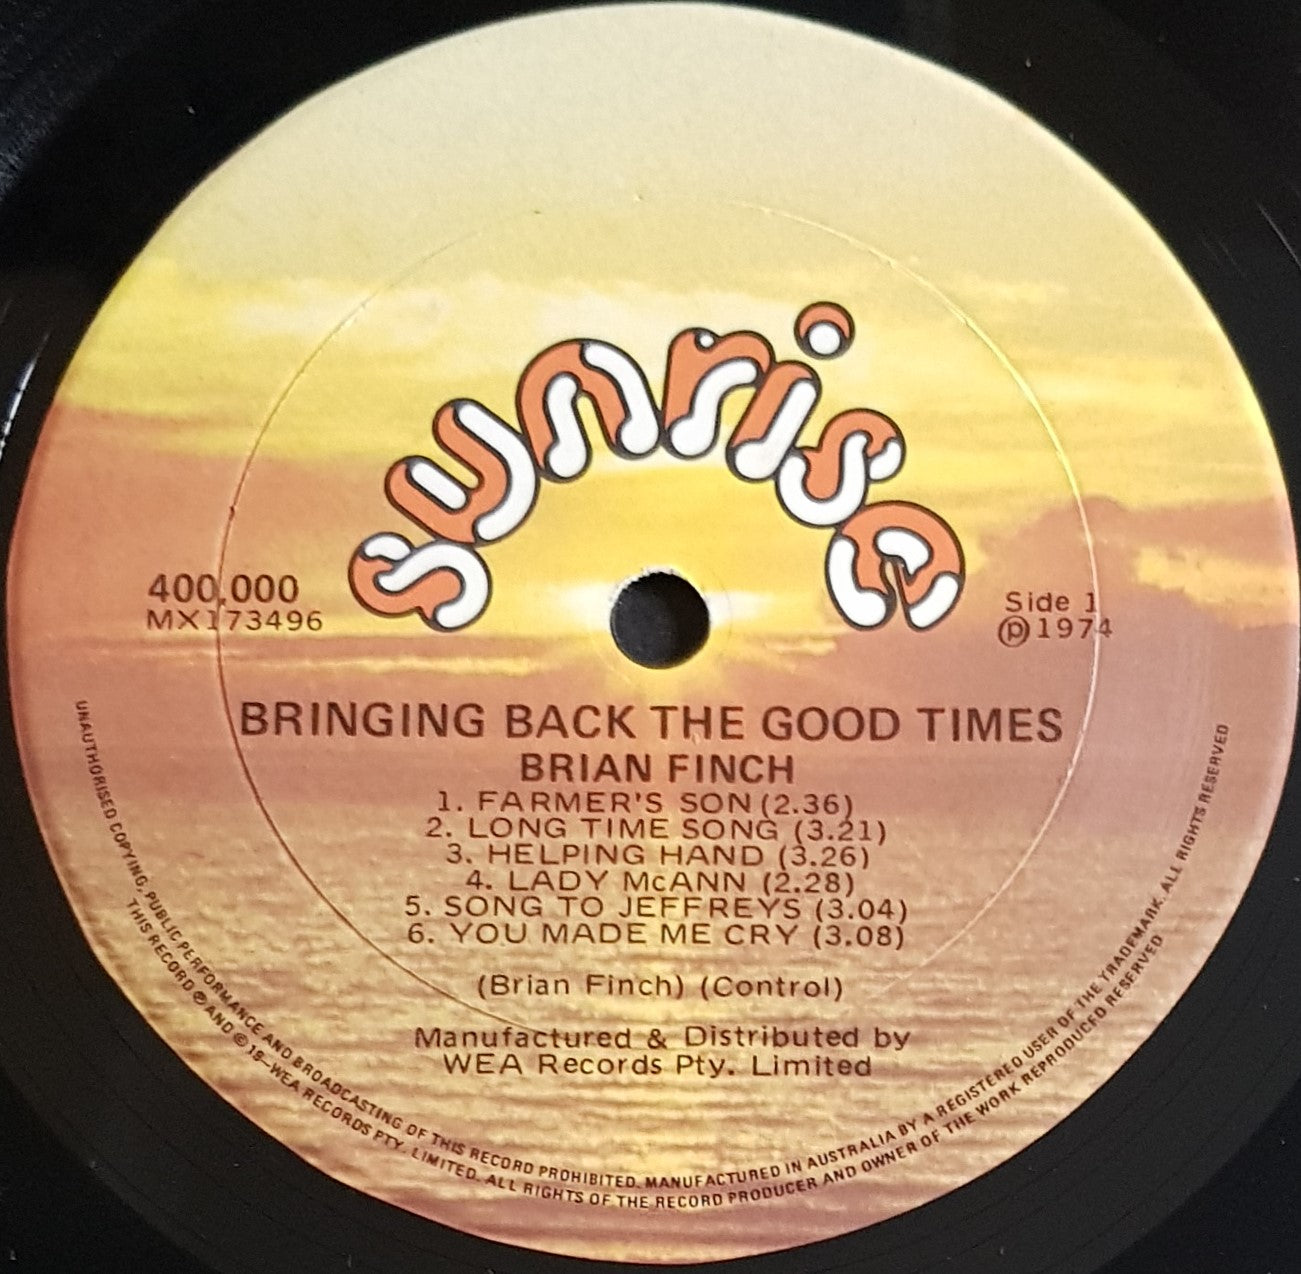 sunrise
400,000
MX173496
Side 1
℗1974
BRINGING BACK THE GOOD TIMES
BRIAN FINCH
1. FARMER'S SON (2.36)
2. LONG TIME SONG (3.21)
3. HELPING HAND (3.26)
4. LADY McANN (2.28)
5. SONG TO JEFFREYS (3.04)
6. YOU MADE ME CRY (3.08)
(Brian Finch) (Control)
Manufactured & Distributed by
WEA Records Pty. Limited
UNAUTHORISED COPYING, PUBLIC PERFORMANCE AND BROADCASTING OF THIS RECORD PROHIBITED. MANUFACTURED IN AUSTRALIA BY A REGISTERED USER OF THE TRADEMARK. ALL RIGHTS RESERVED
THIS RECORD ℗ AND © 19—WEA RECORDS PTY. LIMITED. ALL RIGHTS OF THE RECORD PRODUCER AND OWNER OF THE WORK REPRODUCED RESERVED